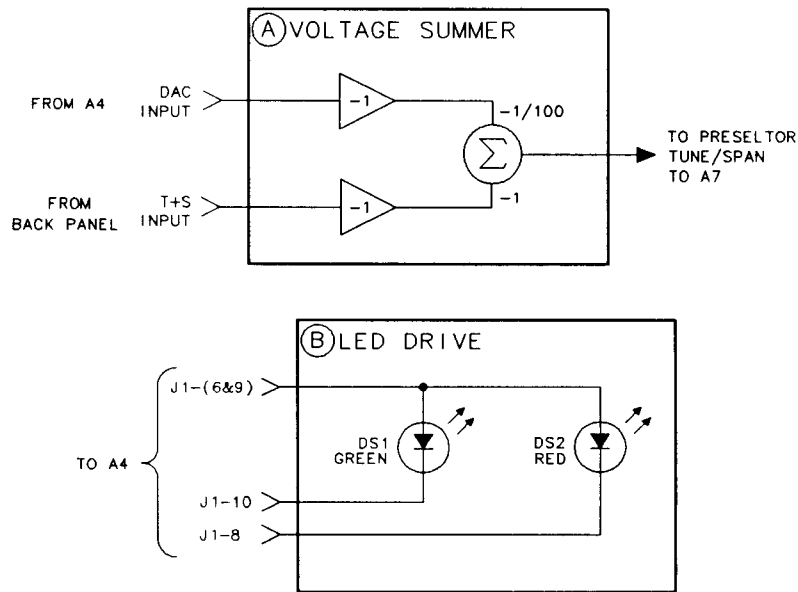 A VOLTAGE SUMMER
FROM A4
DAC
INPUT
-1
-1/100
Σ
TO PRESELTOR
TUNE/SPAN
TO A7
FROM
BACK PANEL
T+S
INPUT
-1
-1
B LED DRIVE
J1-(6&9)
DS1
GREEN
DS2
RED
TO A4
J1-10
J1-8